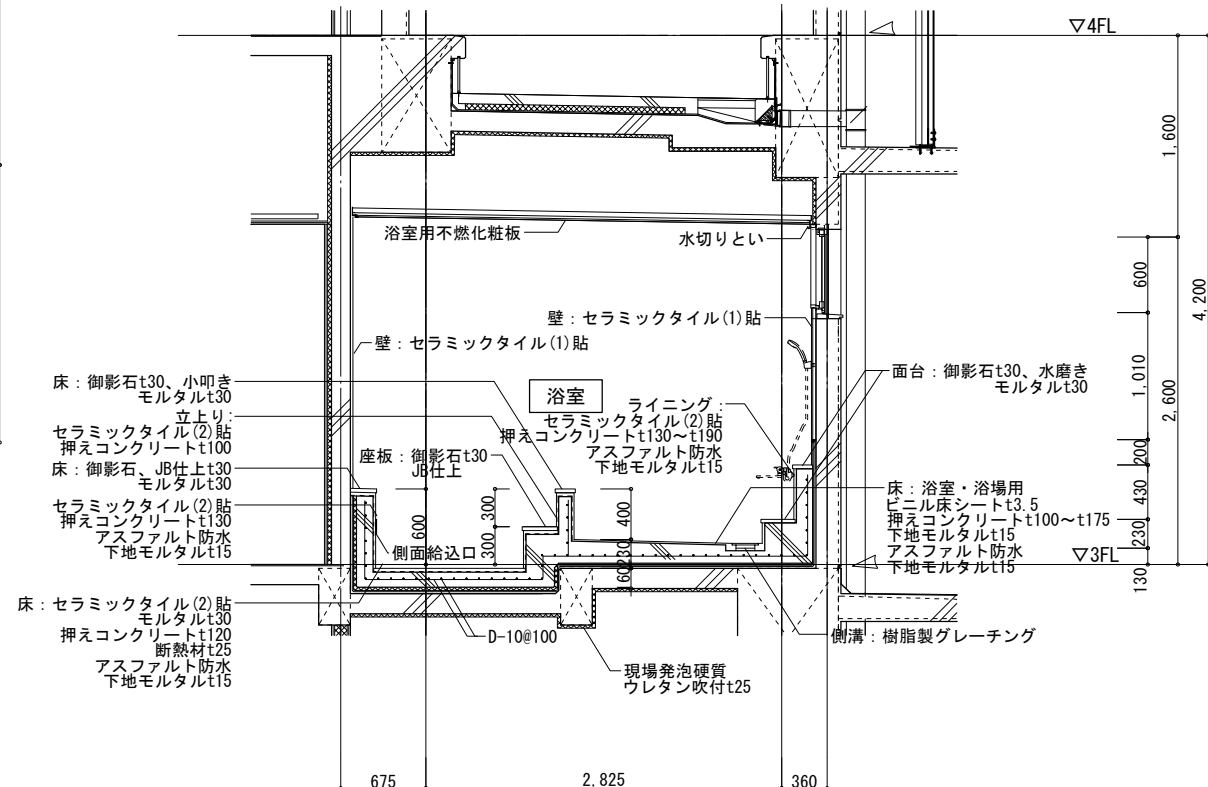 ▽4FL
1,600
浴室用不燃化粧板
水切りとい
600
4,200
壁：セラミックタイル(1)貼
壁：セラミックタイル(1)貼
1,010
2,600
床：御影石t30、小叩き
モルタルt30
立上り：
セラミックタイル(2)貼
押えコンクリートt100
床：御影石、JB仕上t30
モルタルt30
セラミックタイル(2)貼
押えコンクリートt130
アスファルト防水
下地モルタルt15
浴室
ライニング：
セラミックタイル(2)貼
押えコンクリートt130～t190
アスファルト防水
下地モルタルt15
座板：御影石t30
JB仕上
面台：御影石t30、水磨き
モルタルt30
200
430
230
130
床：浴室・浴場用
ビニル床シートt3.5
押えコンクリートt100～t175
下地モルタルt15
アスファルト防水
下地モルタルt15
▽3FL
600
300
300
400
230
60
側面給込口
床：セラミックタイル(2)貼
モルタルt30
押えコンクリートt120
断熱材t25
アスファルト防水
下地モルタルt15
D-10@100
側溝：樹脂製グレーチング
現場発泡硬質
ウレタン吹付t25
675
2,825
360